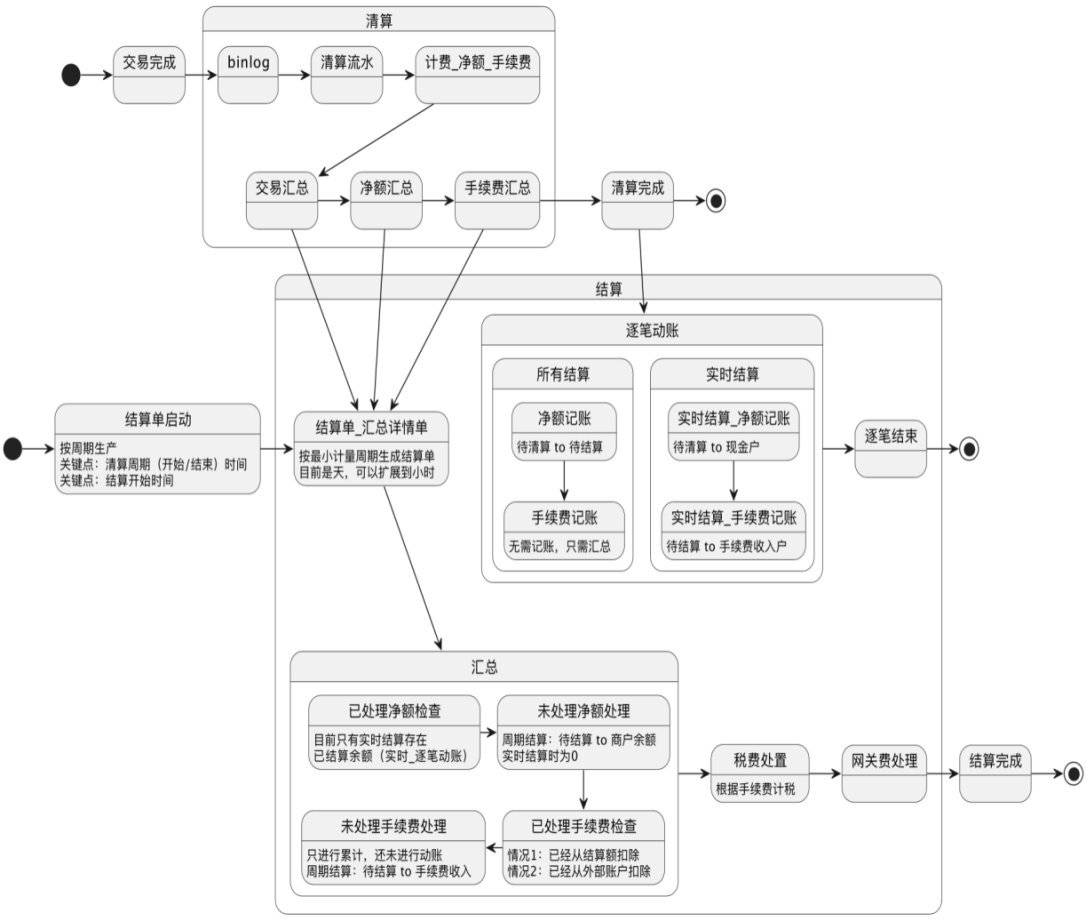 清算
交易完成
binlog
清算流水
计费_净额_手续费
交易汇总
净额汇总
手续费汇总
清算完成
结算
逐笔动账
所有结算
净额记账
待清算 to 待结算
手续费记账
无需记账，只需汇总
实时结算
实时结算_净额记账
待清算 to 现金户
实时结算_手续费记账
待结算 to 手续费收入户
逐笔结束
结算单启动
按周期生产
关键点：清算周期（开始/结束）时间
关键点：结算开始时间
结算单_汇总详情单
按最小计量周期生成结算单
目前是天，可以扩展到小时
汇总
已处理净额检查
目前只有实时结算存在
已结算余额（实时_逐笔动账）
未处理净额处理
周期结算：待结算 to 商户余额
实时结算时为0
未处理手续费处理
只进行累计，还未进行动账
周期结算：待结算 to 手续费收入
已处理手续费检查
情况1：已经从结算额扣除
情况2：已经从外部账户扣除
税费处置
根据手续费计税
网关费处理
结算完成